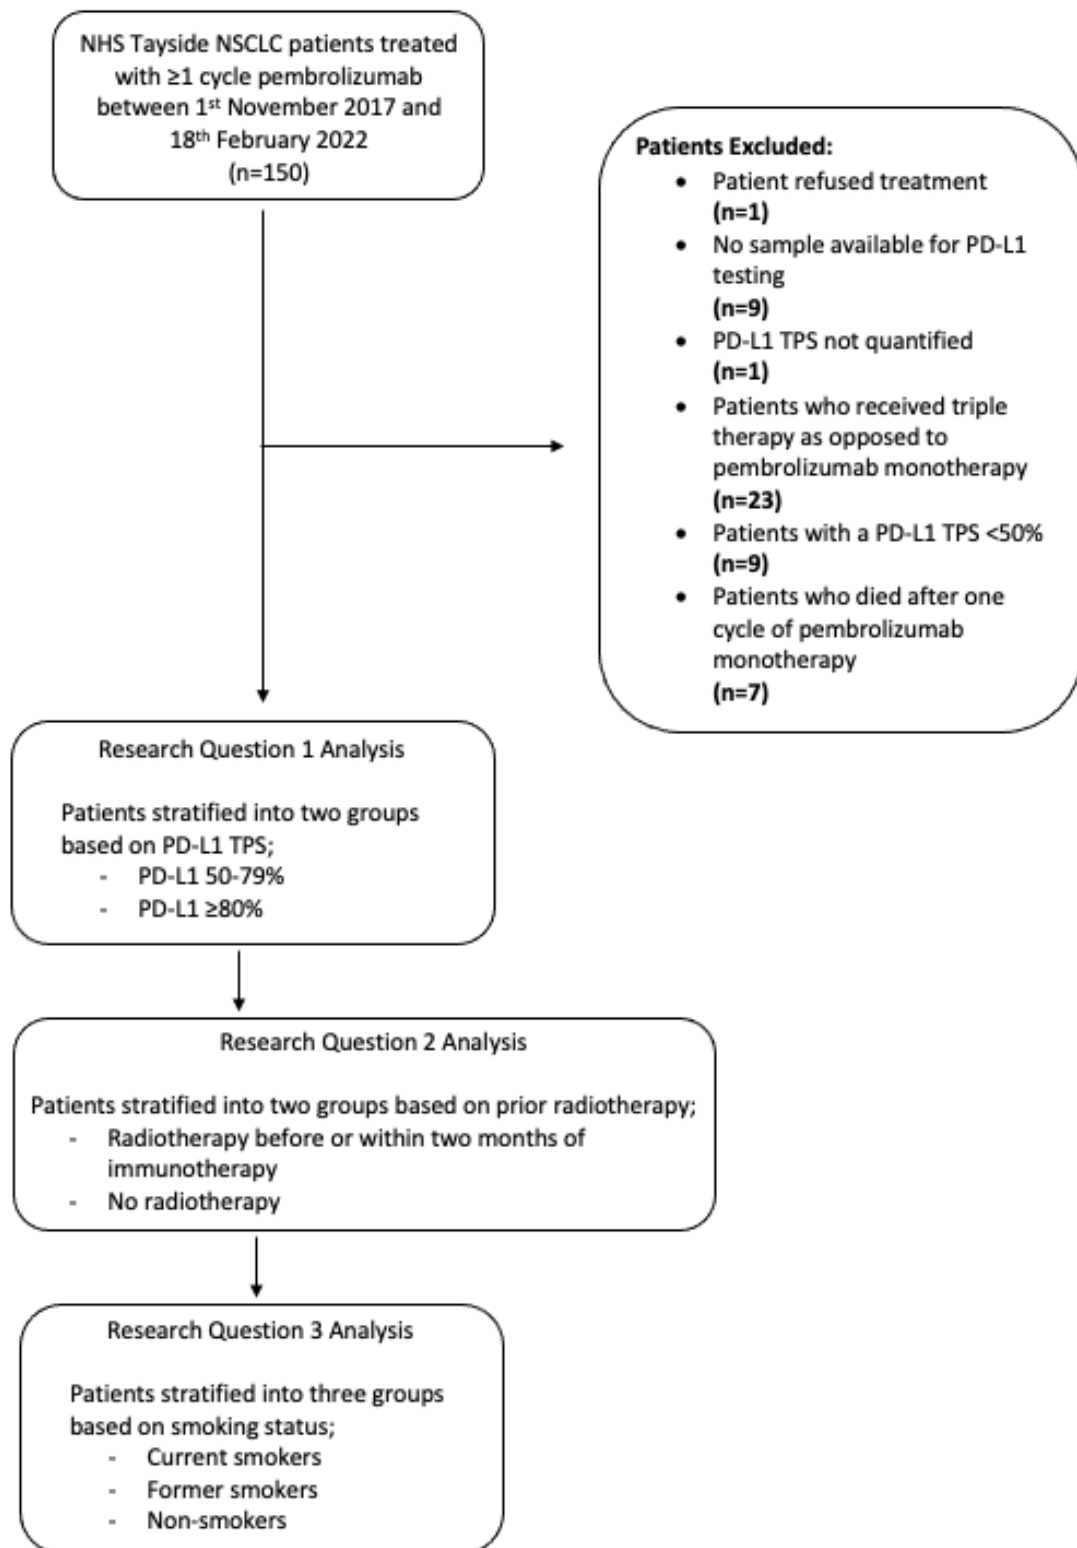 NHS Tayside NSCLC patients treated
with ≥1 cycle pembrolizumab
between 1st November 2017 and
18th February 2022
(n=150)
Patients Excluded:
• Patient refused treatment
(n=1)
• No sample available for PD-L1
testing
(n=9)
• PD-L1 TPS not quantified
(n=1)
• Patients who received triple
therapy as opposed to
pembrolizumab monotherapy
(n=23)
• Patients with a PD-L1 TPS <50%
(n=9)
• Patients who died after one
cycle of pembrolizumab
monotherapy
(n=7)
Research Question 1 Analysis
Patients stratified into two groups
based on PD-L1 TPS;
- PD-L1 50-79%
- PD-L1 ≥80%
Research Question 2 Analysis
Patients stratified into two groups based on prior radiotherapy;
- Radiotherapy before or within two months of
immunotherapy
- No radiotherapy
Research Question 3 Analysis
Patients stratified into three groups
based on smoking status;
- Current smokers
- Former smokers
- Non-smokers